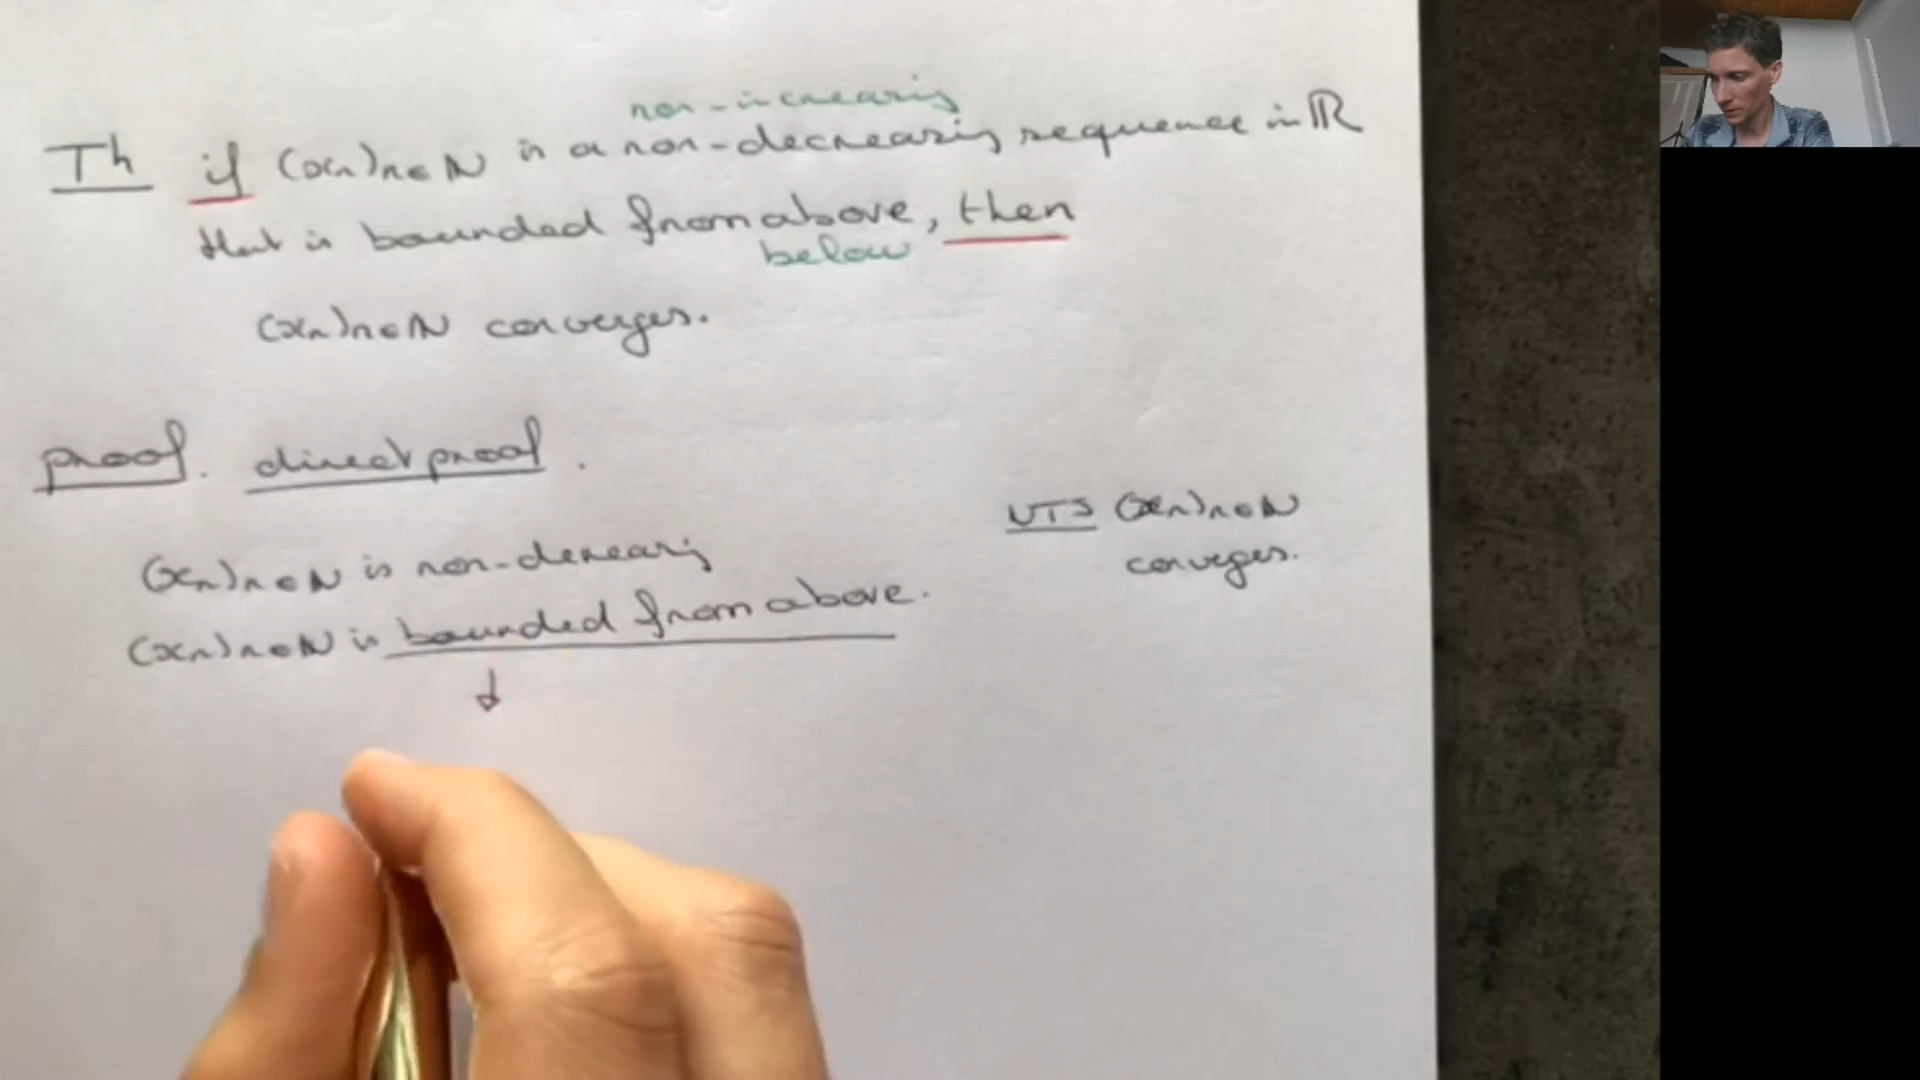 non-increasing
Th if (xn)n∈ℕ is a non-decreasing sequence in ℝ
that is bounded from above, then
below
(xn)n∈ℕ converges.
proof. direct proof.
(xn)n∈ℕ is non-decreasing
NTS (xn)n∈ℕ
converges.
(xn)n∈ℕ is bounded from above.